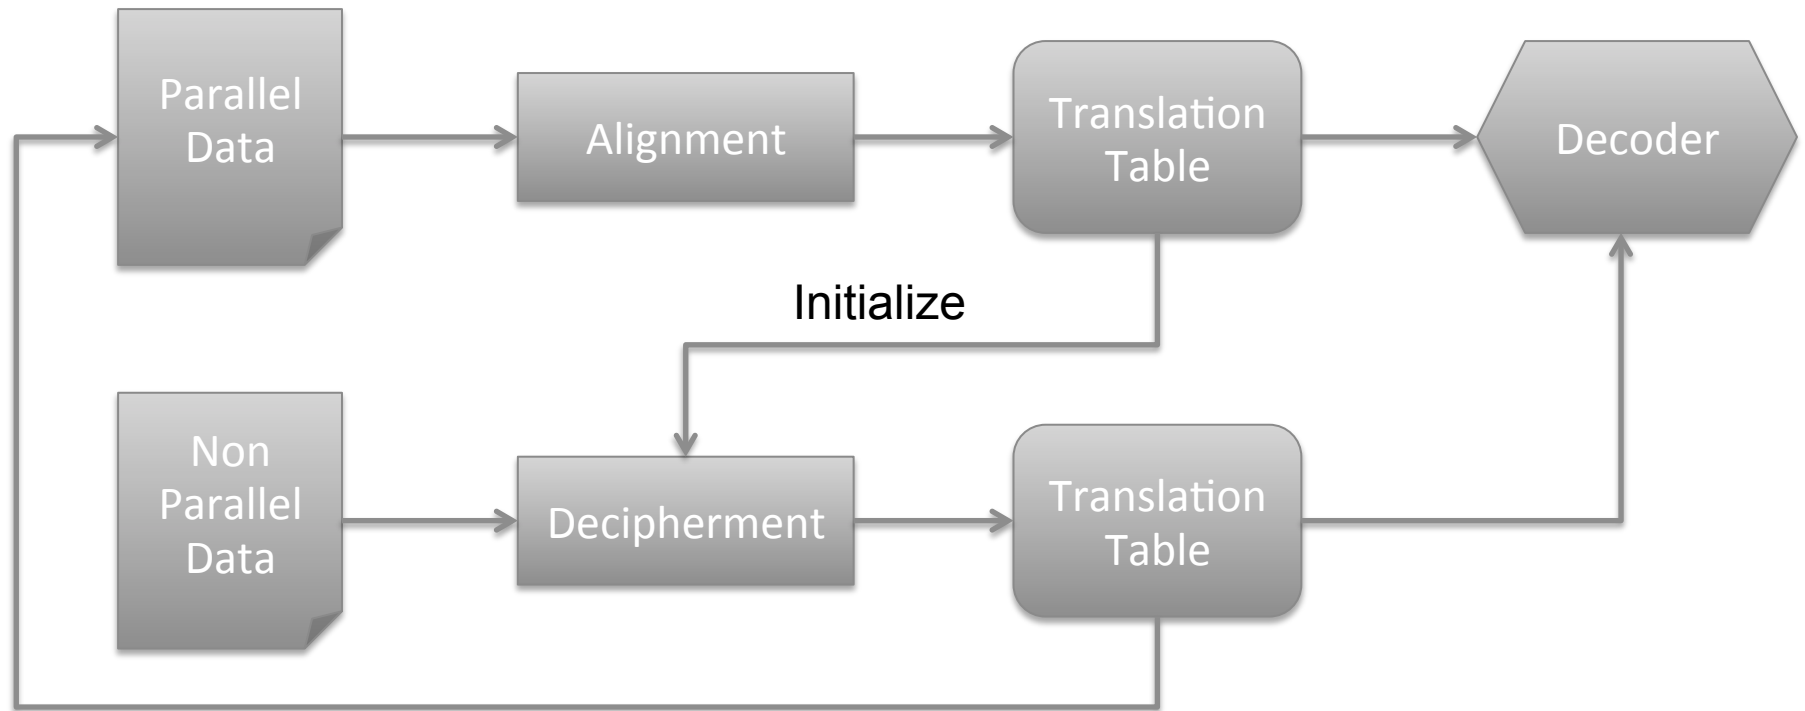 Parallel
Data
Alignment
Translation
Table
Decoder
Initialize
Non
Parallel
Data
Decipherment
Translation
Table